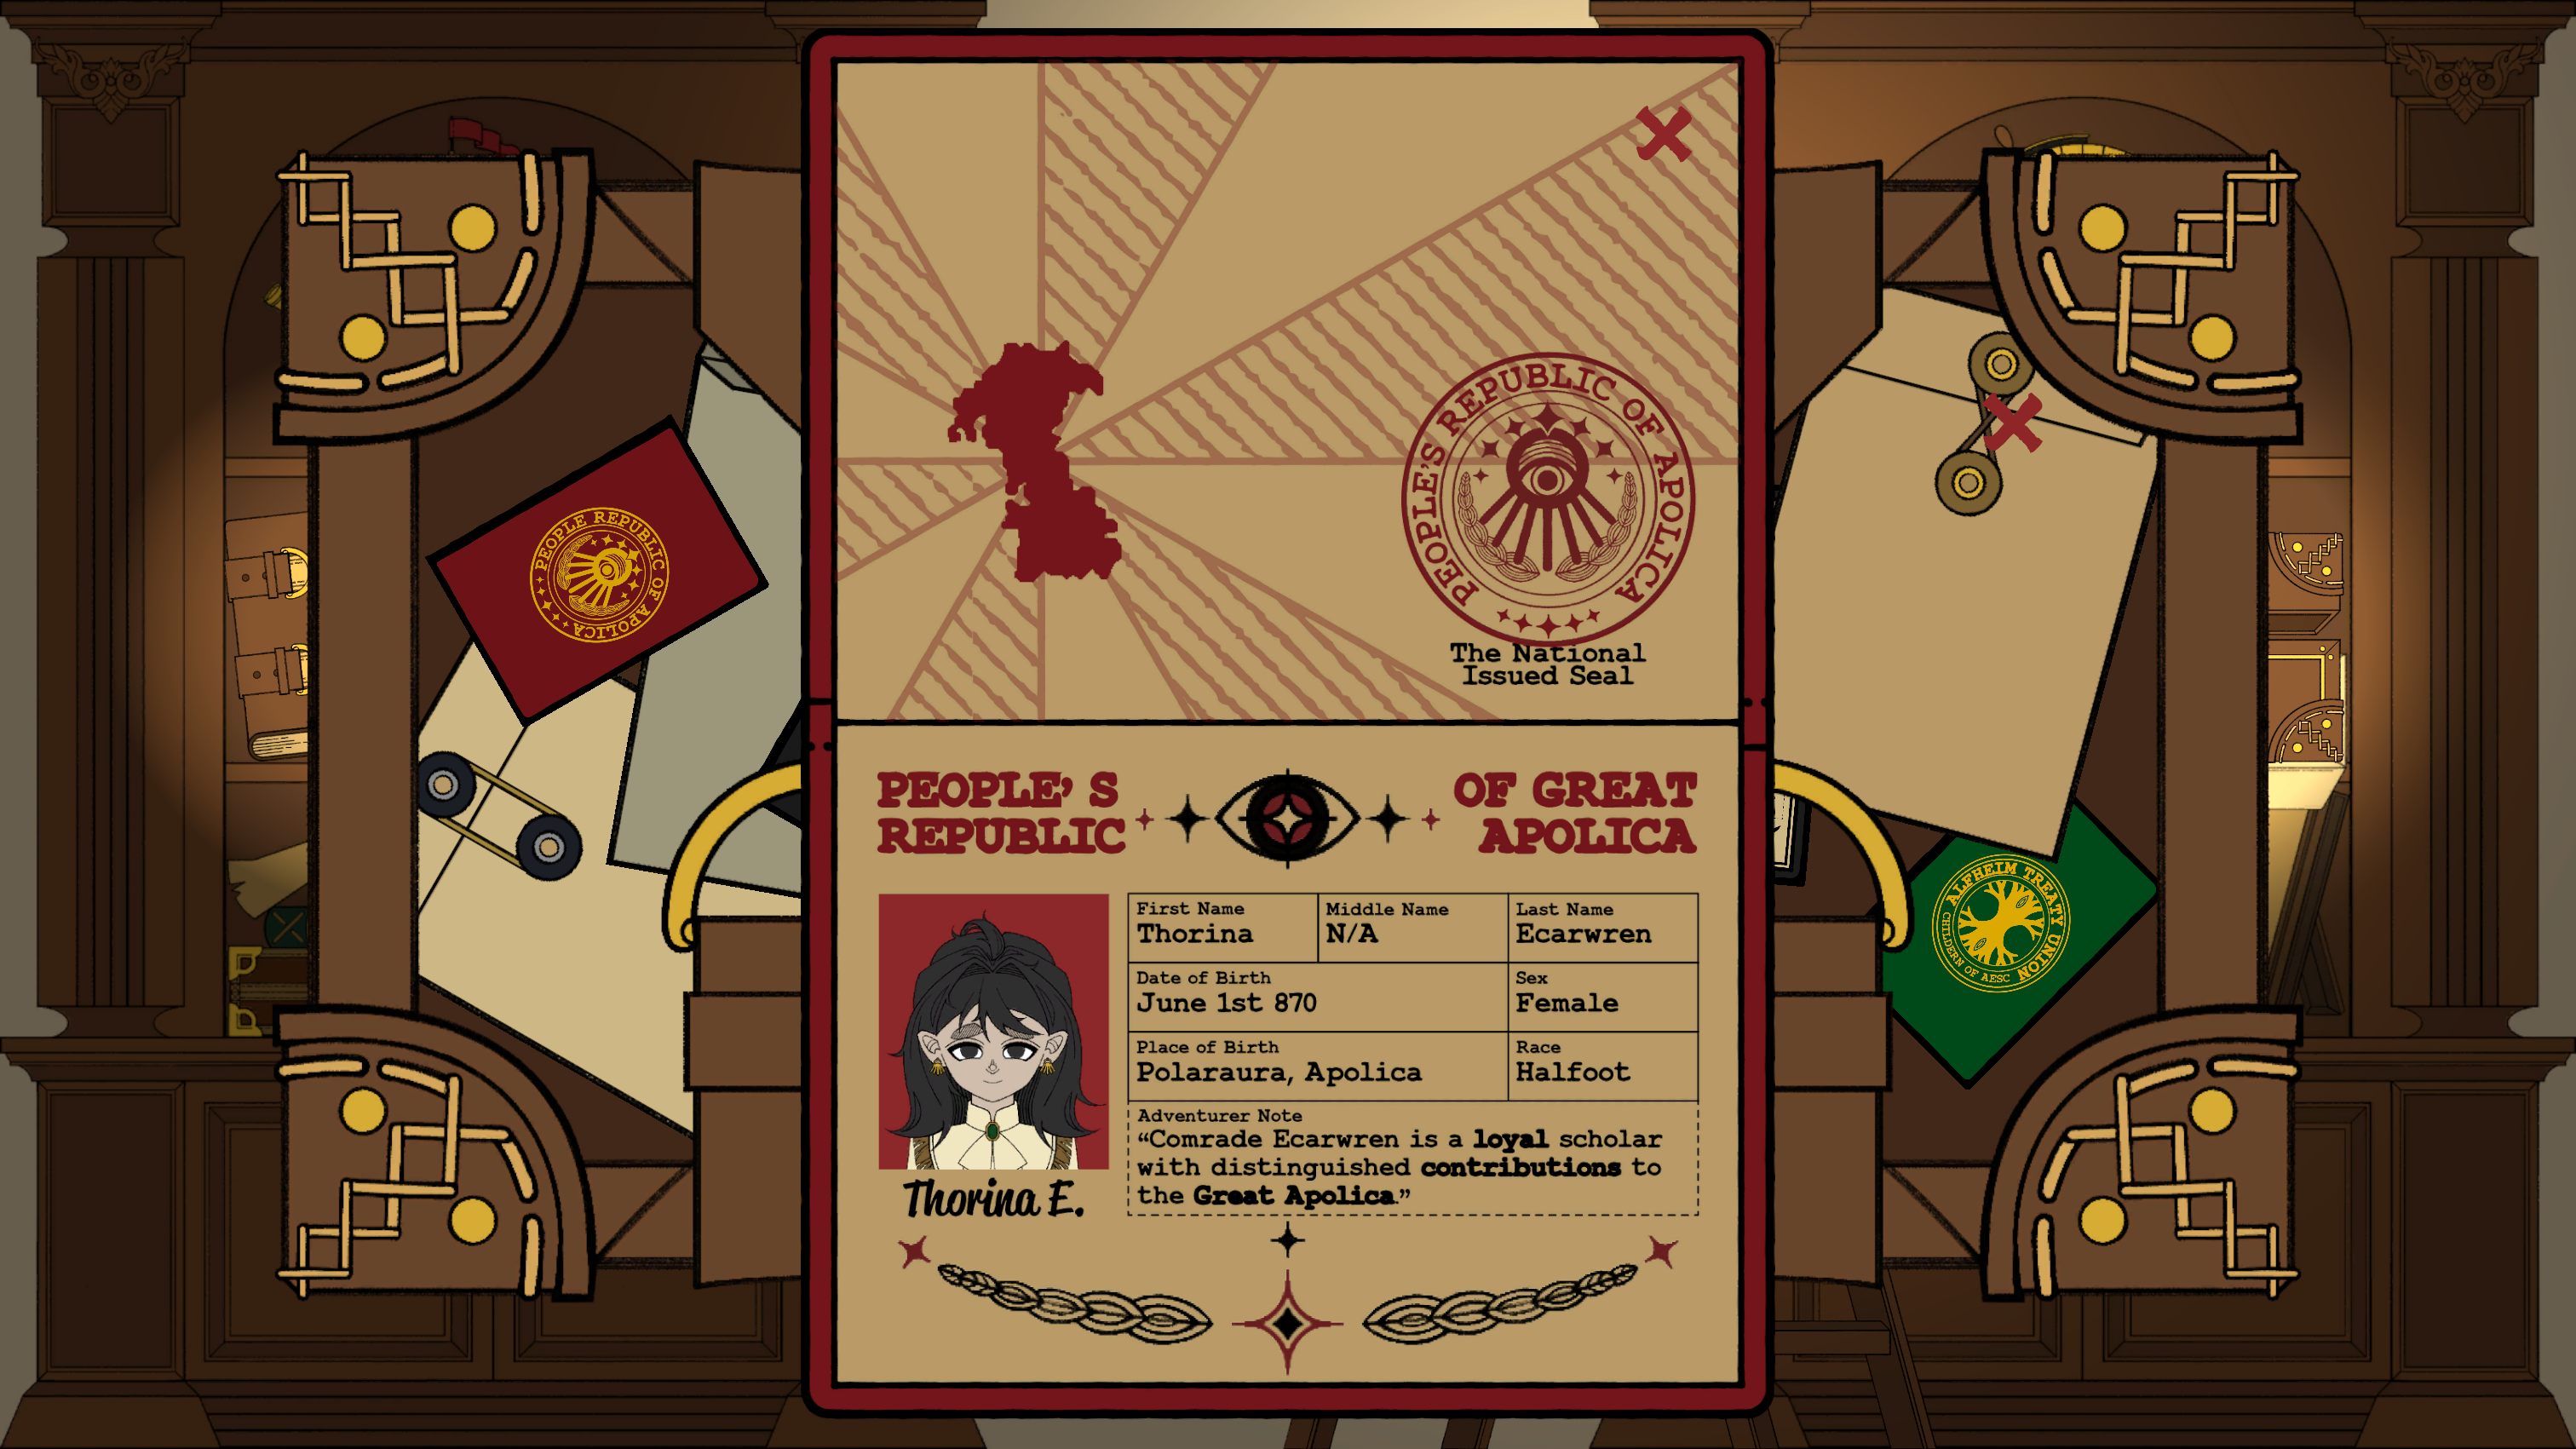 PEOPLE REPUBLIC OF APOLICA
PEOPLE'S REPUBLIC OF APOLICA
The National
Issued Seal
PEOPLE'S
REPUBLIC
OF GREAT
APOLICA
First Name
Thorina
Middle Name
N/A
Last Name
Ecarwren
Date of Birth
June 1st 870
Sex
Female
Place of Birth
Polaraura, Apolica
Race
Halfoot
Adventurer Note
“Comrade Ecarwren is a loyal scholar
with distinguished contributions to
the Great Apolica.”
Thorina E.
ALFHEIM TREATY UNION
CHILDERN OF AESC